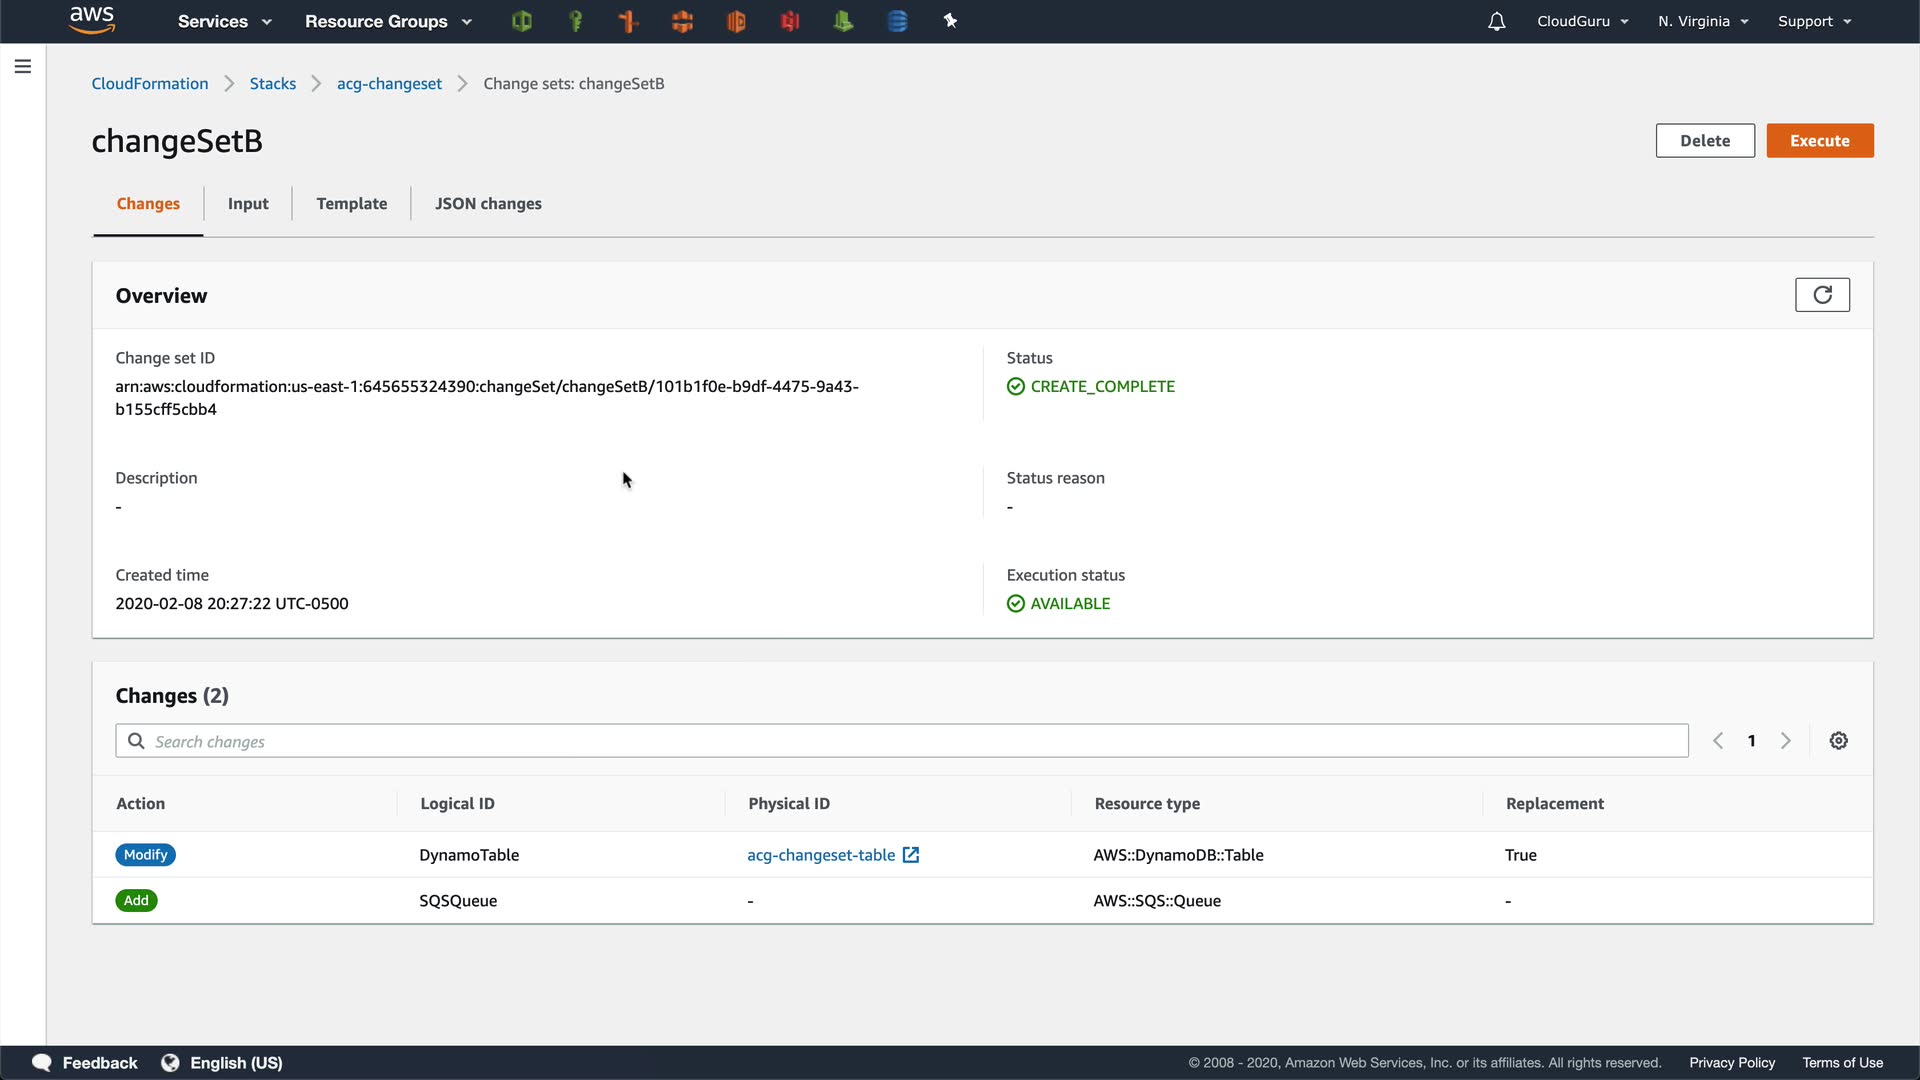 aws Services Resource Groups CloudGuru N. Virginia Support
CloudFormation Stacks acg-changeset Change sets: changeSetB
changeSetB
Delete Execute
Changes Input Template JSON changes
Overview
Change set ID
arn:aws:cloudformation:us-east-1:645655324390:changeSet/changeSetB/101b1f0e-b9df-4475-9a43-
b155cff5cbb4
Status
CREATE_COMPLETE
Description
-
Status reason
-
Created time
2020-02-08 20:27:22 UTC-0500
Execution status
AVAILABLE
Changes (2)
Search changes 1
Action Logical ID Physical ID Resource type Replacement
Modify DynamoTable acg-changeset-table AWS::DynamoDB::Table True
Add SQSQueue - AWS::SQS::Queue -
Feedback English (US) © 2008 - 2020, Amazon Web Services, Inc. or its affiliates. All rights reserved. Privacy Policy Terms of Use